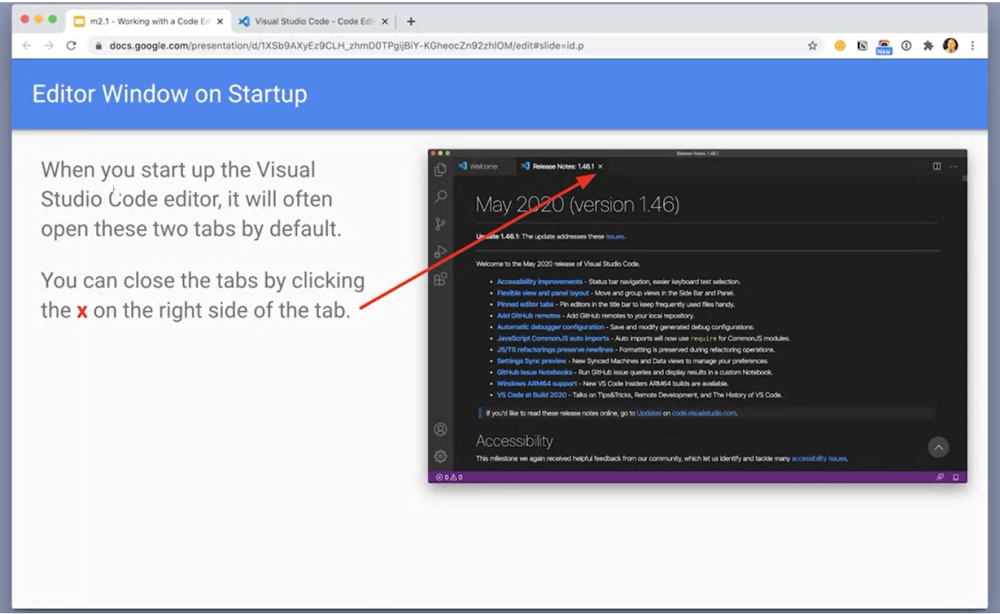 m2.1 - Working with a Code Ed
Visual Studio Code - Code Edi
docs.google.com/presentation/d/1XSb9AXyEz9CLH_zhmD0TPgijBiY-KGheocZn92zhIOM/edit#slide=id.p
New
Editor Window on Startup
When you start up the Visual
Studio Code editor, it will often
open these two tabs by default.
You can close the tabs by clicking
the x on the right side of the tab.
Release Notes: 1.46.1
Welcome
Release Notes: 1.46.1
May 2020 (version 1.46)
Update 1.46.1: The update addresses these issues.
Welcome to the May 2020 release of Visual Studio Code.
• Accessibility improvements - Status bar navigation, easier keyboard text selection.
• Flexible view and panel layout - Move and group views in the Side Bar and Panel.
• Pinned editor tabs - Pin editors in the title bar to keep frequently used files handy.
• Add GitHub remotes - Add GitHub remotes to your local repository.
• Automatic debugger configuration - Save and modify generated debug configurations.
• JavaScript CommonJS auto imports - Auto imports will now use require for CommonJS modules.
• JS/TS refactorings preserve newlines - Formatting is preserved during refactoring operations.
• Settings Sync preview - New Synced Machines and Data views to manage your preferences.
• GitHub Issue Notebooks - Run GitHub issue queries and display results in a custom Notebook.
• Windows ARM64 support - New VS Code Insiders ARM64 builds are available.
• VS Code at Build 2020 - Talks on Tips&Tricks, Remote Development, and The History of VS Code.
If you'd like to read these release notes online, go to Updates on code.visualstudio.com.
Accessibility
This milestone we again received helpful feedback from our community, which let us identify and tackle many accessibility issues.
0 0